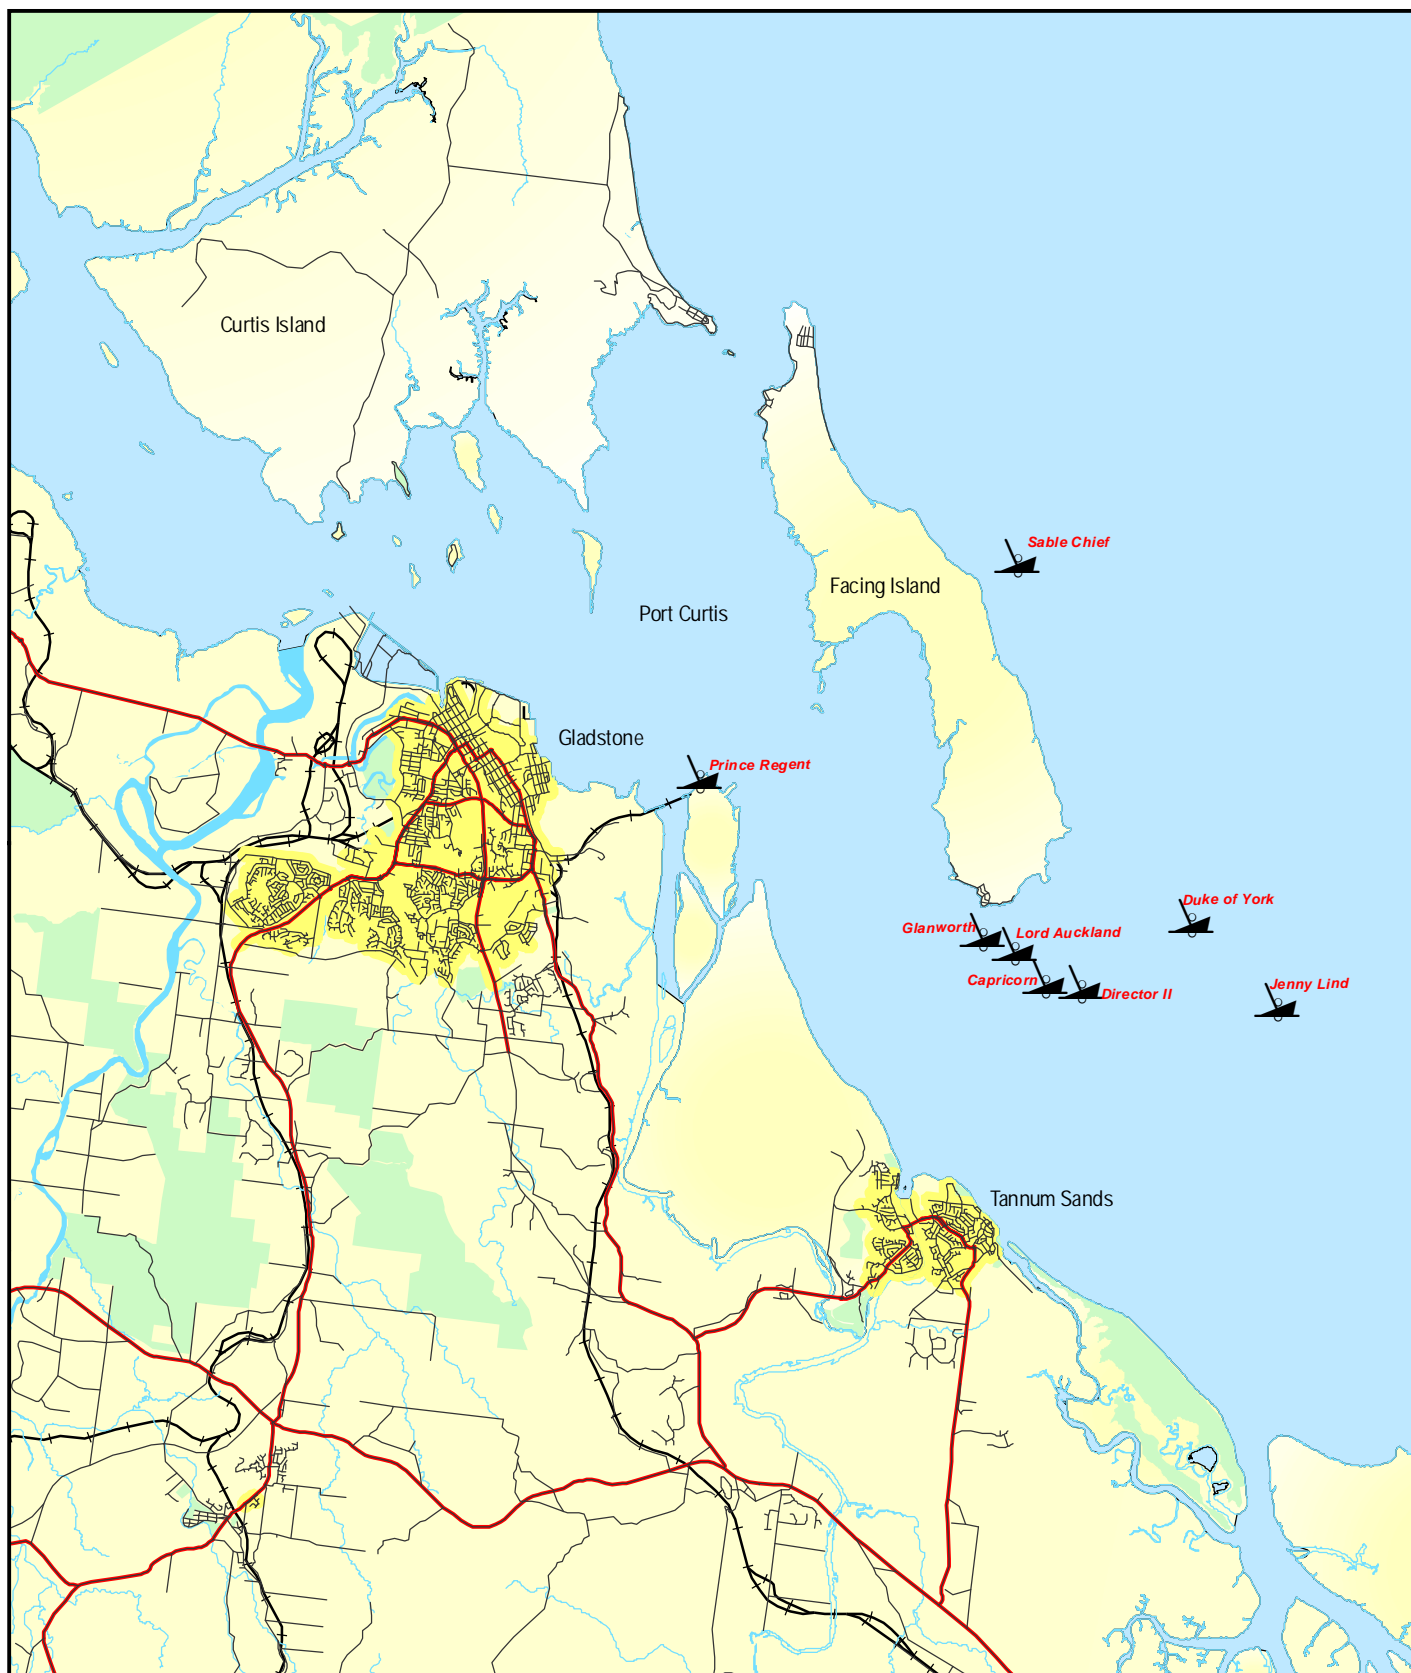 Curtis Island
Sable Chief
Facing Island
Port Curtis
Gladstone
Prince Regent
Duke of York
Glanworth
Lord Auckland
Capricorn
Director II
Jenny Lind
Tannum Sands